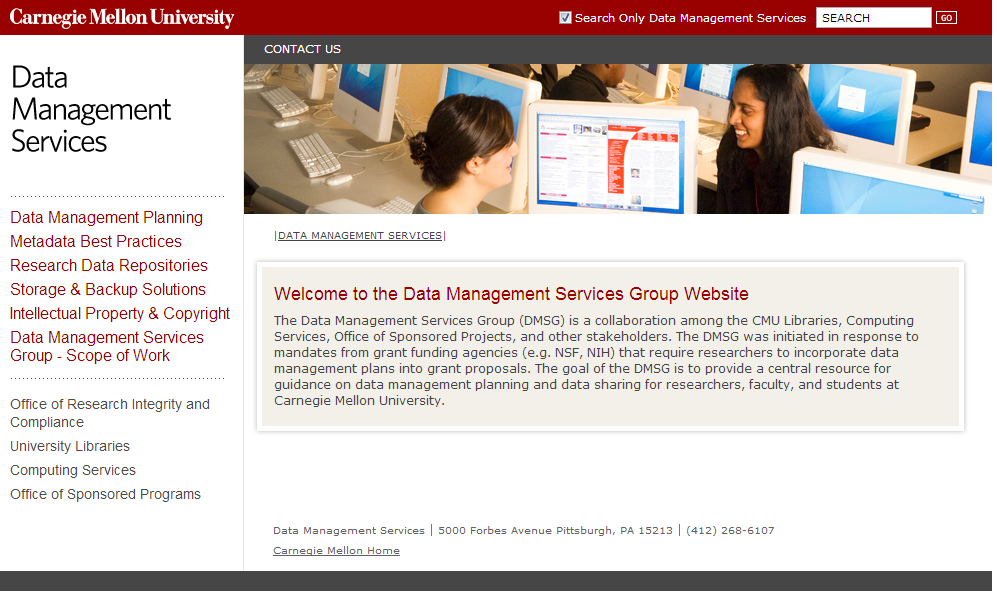 Carnegie Mellon University
Search Only Data Management Services
SEARCH
GO
CONTACT US
Data
Management
Services
Data Management Planning
Metadata Best Practices
Research Data Repositories
Storage & Backup Solutions
Intellectual Property & Copyright
Data Management Services
Group - Scope of Work
Office of Research Integrity and
Compliance
University Libraries
Computing Services
Office of Sponsored Programs
|DATA MANAGEMENT SERVICES|
Welcome to the Data Management Services Group Website
The Data Management Services Group (DMSG) is a collaboration among the CMU Libraries, Computing
Services, Office of Sponsored Projects, and other stakeholders. The DMSG was initiated in response to
mandates from grant funding agencies (e.g. NSF, NIH) that require researchers to incorporate data
management plans into grant proposals. The goal of the DMSG is to provide a central resource for
guidance on data management planning and data sharing for researchers, faculty, and students at
Carnegie Mellon University.
Data Management Services | 5000 Forbes Avenue Pittsburgh, PA 15213 | (412) 268-6107
Carnegie Mellon Home